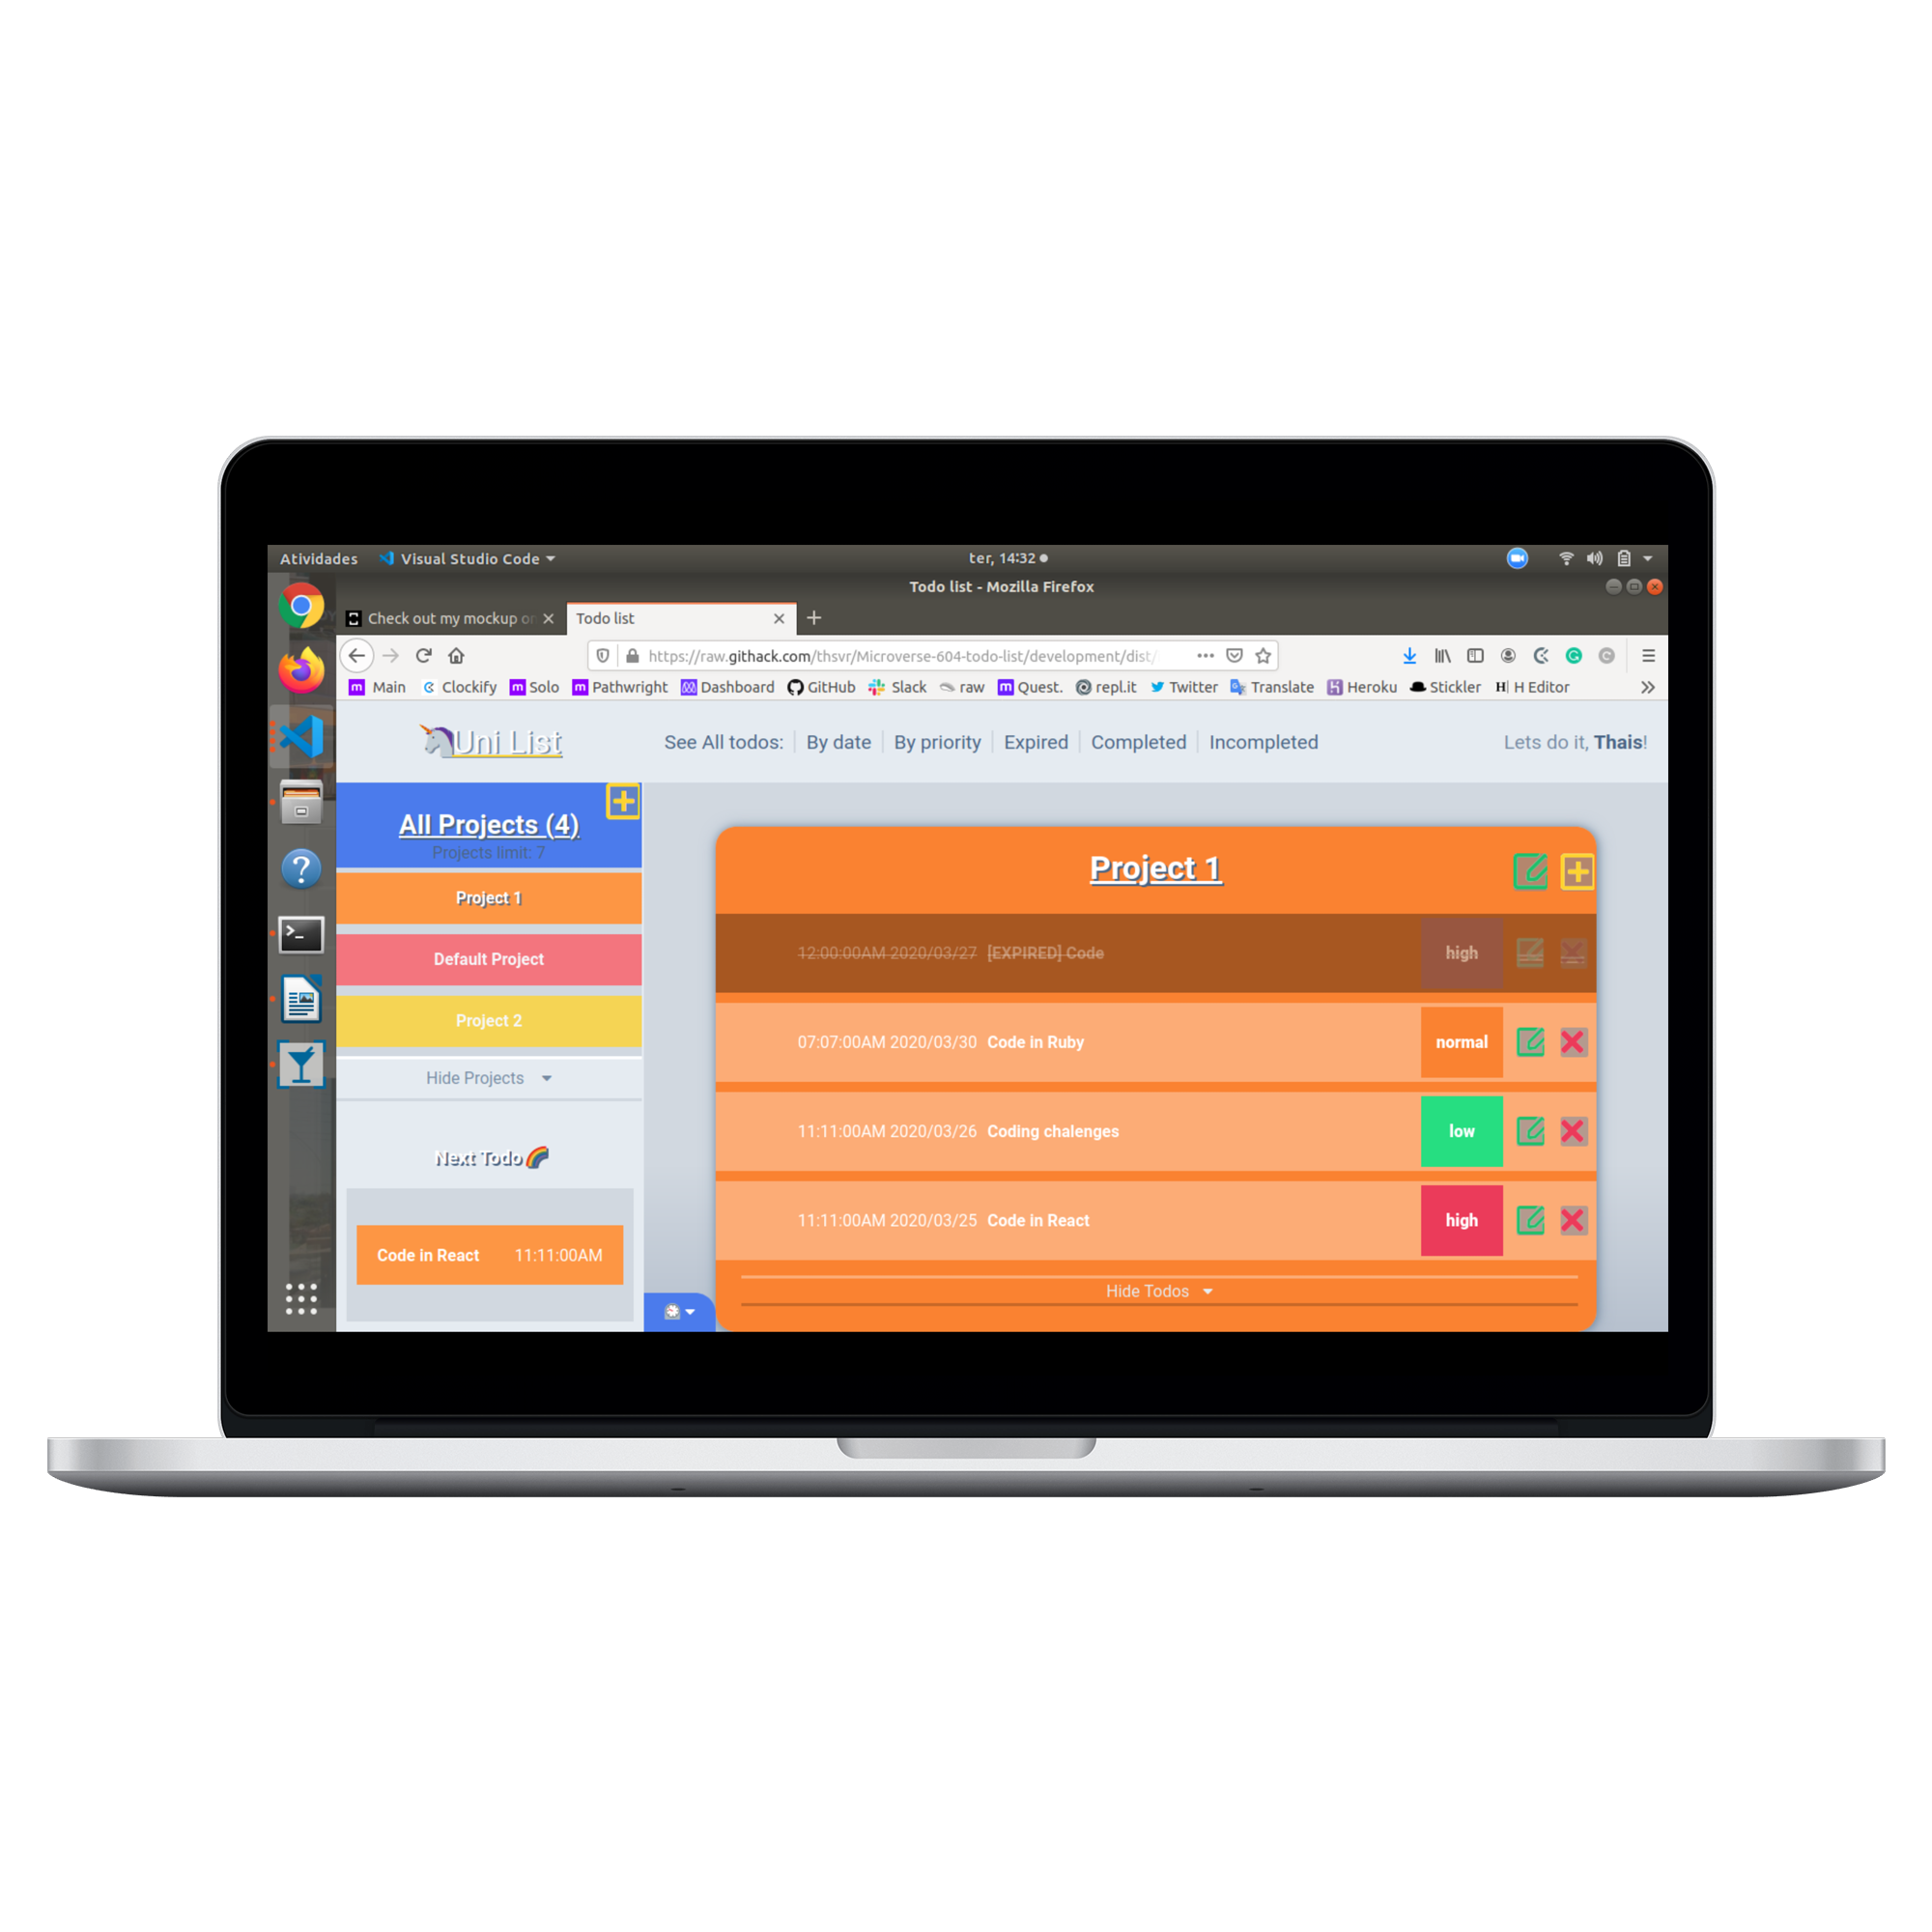 Atividades Visual Studio Code ter, 14:32
Todo list - Mozilla Firefox
Check out my mockup o Todo list
https://raw.githack.com/thsvr/Microverse-604-todo-list/development/dist/
Main Clockify Solo Pathwright Dashboard GitHub Slack raw Quest. repl.it Twitter Translate Heroku Stickler H H Editor
Uni List See All todos: By date By priority Expired Completed Incompleted Lets do it, Thais!
All Projects (4)
Projects limit: 7
Project 1
Default Project
Project 2
Hide Projects
Next Todo
Code in React 11:11:00AM
Project 1
12:00:00AM 2020/03/27 [EXPIRED] Code high
07:07:00AM 2020/03/30 Code in Ruby normal
11:11:00AM 2020/03/26 Coding chalenges low
11:11:00AM 2020/03/25 Code in React high
Hide Todos